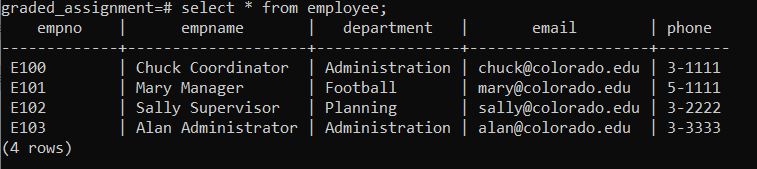 graded_assignment=# select * from employee;
   empno    |      empname       |   department   |       email        | phone
------------+--------------------+----------------+--------------------+--------
 E100       | Chuck Coordinator  | Administration | chuck@colorado.edu | 3-1111
 E101       | Mary Manager       | Football       | mary@colorado.edu  | 5-1111
 E102       | Sally Supervisor   | Planning       | sally@colorado.edu | 3-2222
 E103       | Alan Administrator | Administration | alan@colorado.edu  | 3-3333
(4 rows)